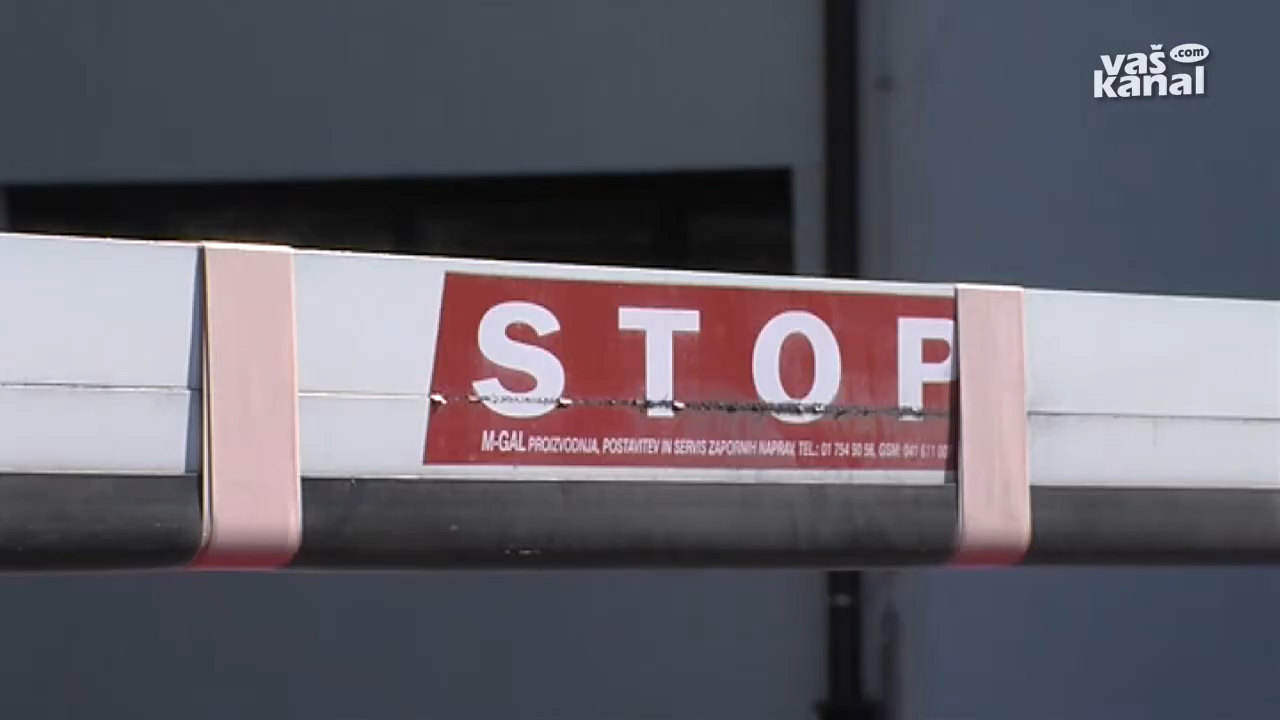 vaš .com
kanal
STOP
M-GAL PROIZVODNJA, POSTAVITEV IN SERVIS ZAPORNIH NAPRAV, TEL.: 01 754 90 56, GSM: 041 611 00